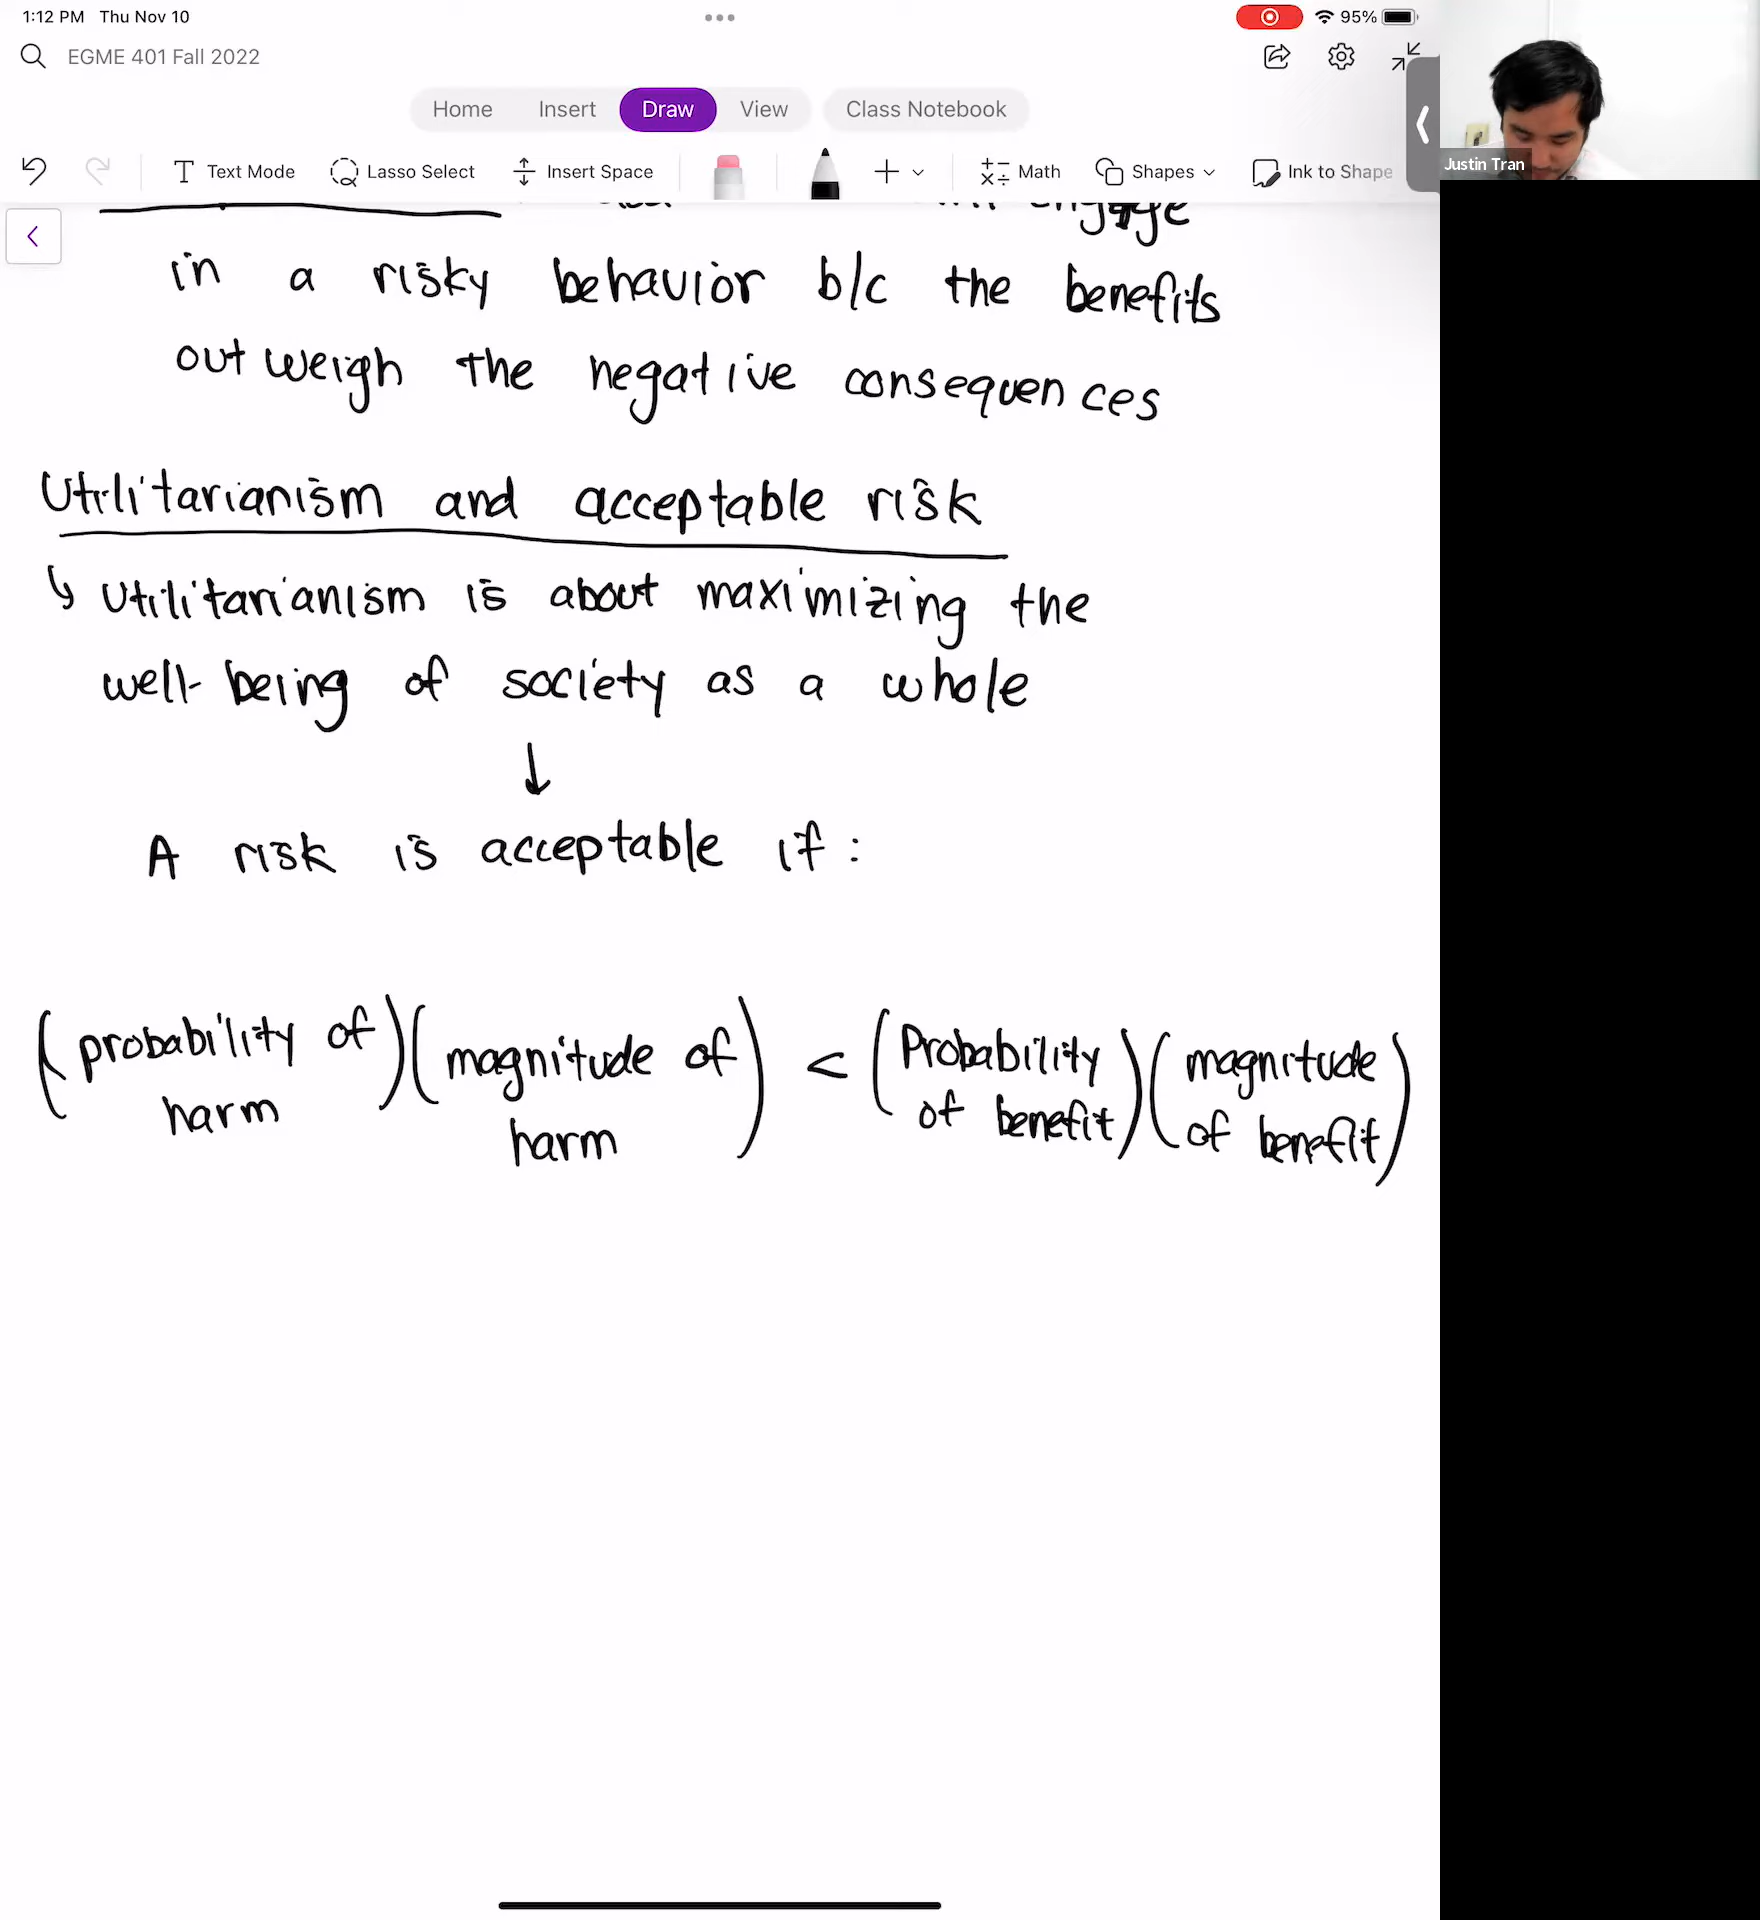 1:12 PM Thu Nov 10
95%
EGME 401 Fall 2022
Home Insert Draw View Class Notebook
Text Mode Lasso Select Insert Space Math Shapes Ink to Shape
Justin Tran
engage
in a risky behavior b/c the benefits
outweigh the negative consequences
Utilitarianism and acceptable risk
↳ Utilitarianism is about maximizing the
well-being of society as a whole
↓
A risk is acceptable if:
(probability of harm)(magnitude of harm) < (Probability of benefit)(magnitude of benefit)